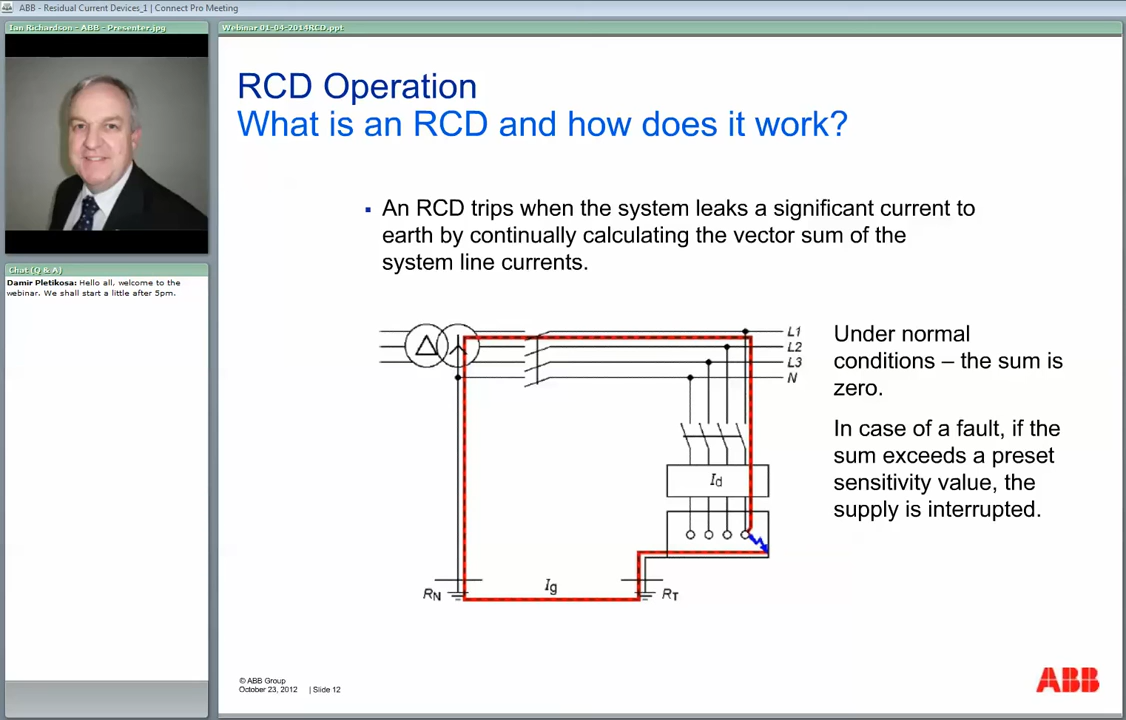 ABB - Residual Current Devices_1 | Connect Pro Meeting
Ian Richardson - ABB - Presenter.jpg
Webinar 01-04-2014RCD.ppt
RCD Operation
What is an RCD and how does it work?
An RCD trips when the system leaks a significant current to
earth by continually calculating the vector sum of the
system line currents.
Chat (Q & A)
Damir Pletikosa: Hello all, welcome to the
webinar. We shall start a little after 5pm.
L1
L2
L3
N
Id
Ig
RN
RT
Under normal
conditions – the sum is
zero.
In case of a fault, if the
sum exceeds a preset
sensitivity value, the
supply is interrupted.
© ABB Group
October 23, 2012 | Slide 12
ABB